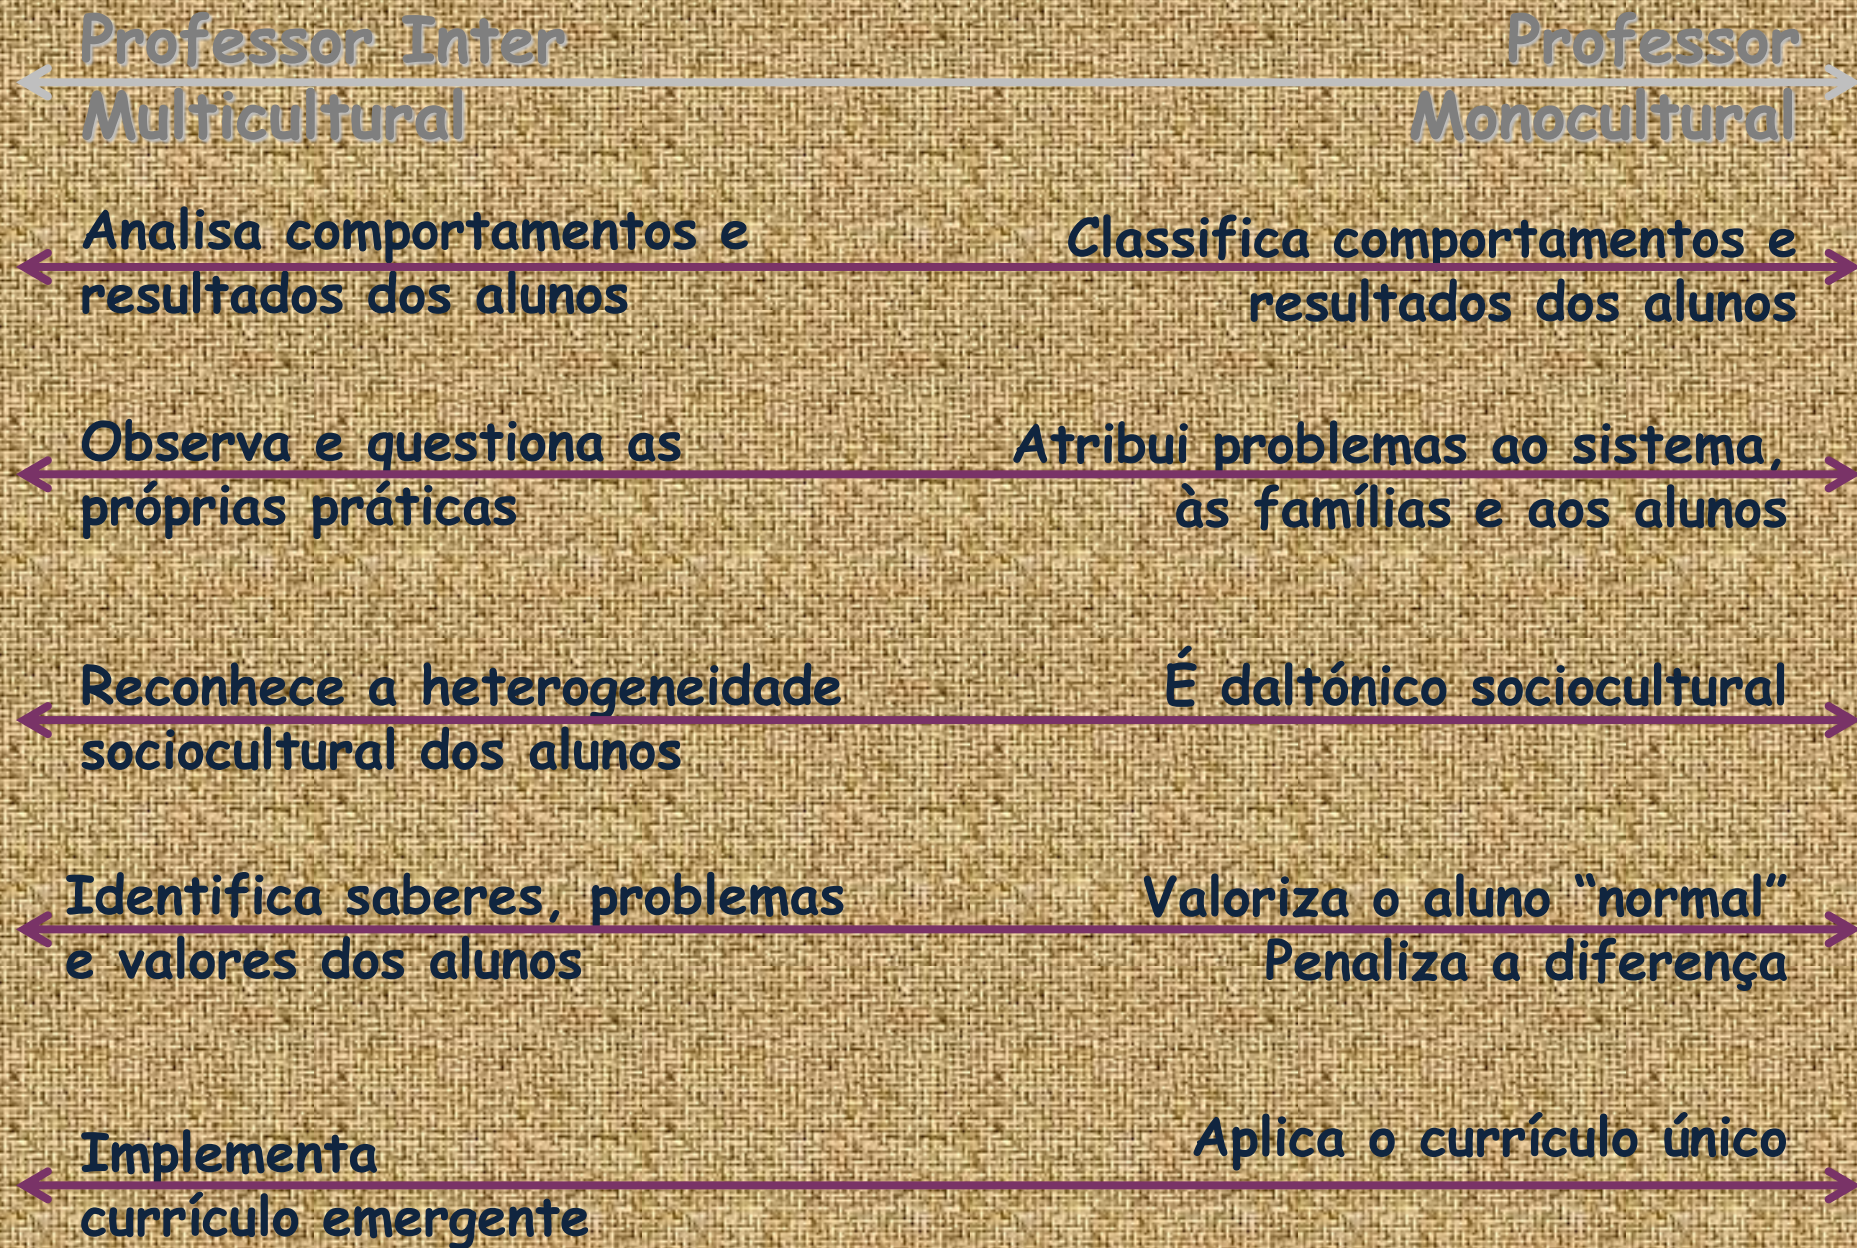 Professor Inter
Multicultural
Professor
Monocultural
Analisa comportamentos e
resultados dos alunos
Classifica comportamentos e
resultados dos alunos
Observa e questiona as
próprias práticas
Atribui problemas ao sistema,
às famílias e aos alunos
Reconhece a heterogeneidade
sociocultural dos alunos
É daltónico sociocultural
Identifica saberes, problemas
e valores dos alunos
Valoriza o aluno “normal”
Penaliza a diferença
Implementa
currículo emergente
Aplica o currículo único